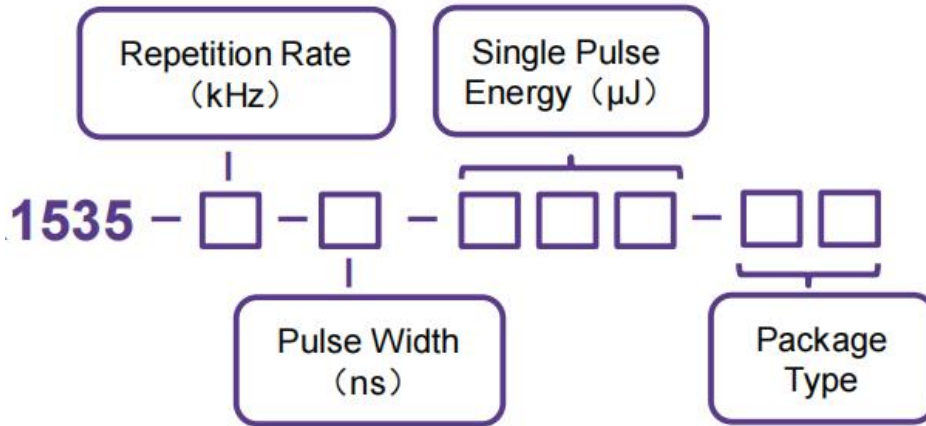 Repetition Rate
（kHz）
Single Pulse
Energy（µJ）
1535 – □ – □ – □□□ – □□
Pulse Width
（ns）
Package
Type